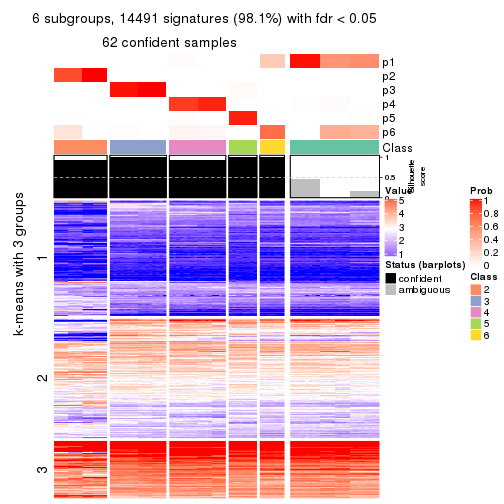 6 subgroups, 14491 signatures (98.1%) with fdr < 0.05
62 confident samples
p1
p2
p3
p4
p5
p6
Class
1
0.5
0
Silhouette
score
k-means with 3 groups
1
2
3
Value
5
4
3
2
1
Status (barplots)
confident
ambiguous
Prob
1
0.8
0.6
0.4
0.2
0
Class
2
3
4
5
6